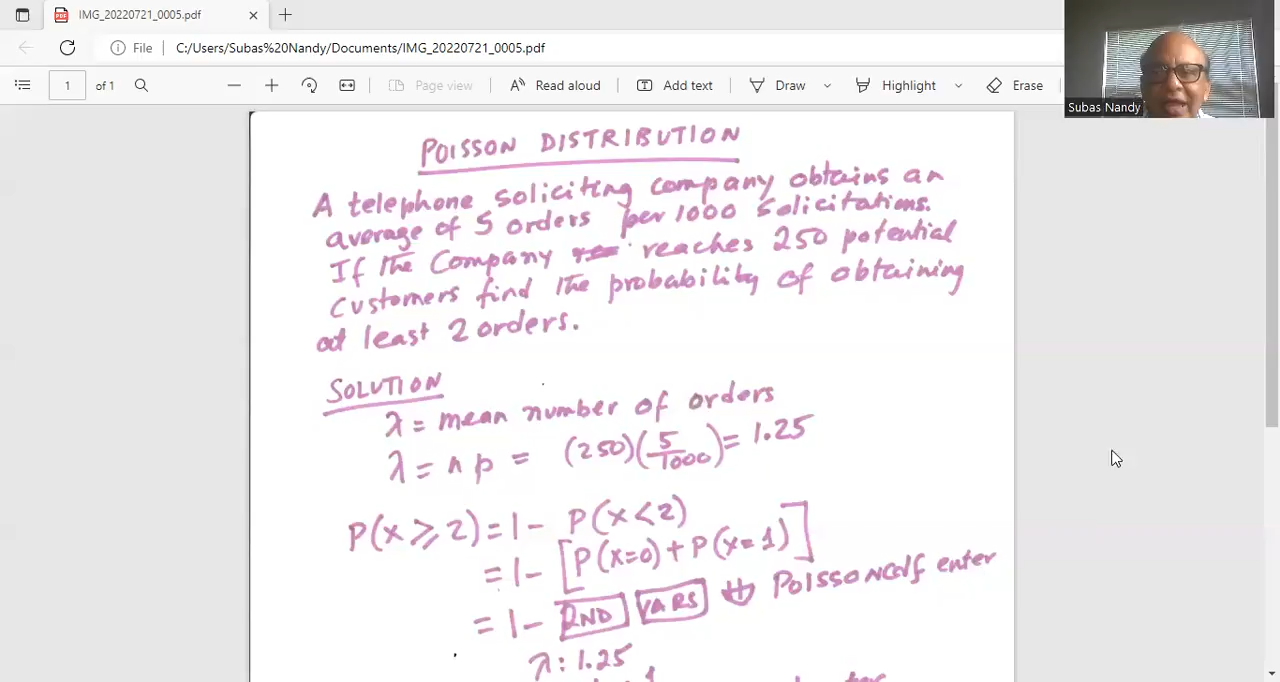 IMG_20220721_0005.pdf
File C:/Users/Subas%20Nandy/Documents/IMG_20220721_0005.pdf
1 of 1 Page view Read aloud Add text Draw Highlight Erase
Subas Nandy
POISSON DISTRIBUTION
A telephone soliciting company obtains an
average of 5 orders per 1000 solicitations.
If the Company reaches 250 potential
customers find the probability of obtaining
at least 2 orders.
SOLUTION
λ = mean number of orders
λ = n p = (250)(5/1000) = 1.25
P(x ⩾ 2) = 1 - P(x < 2)
= 1 - [P(x=0) + P(x=1)]
= 1 - 2ND VARS ↓ POISSONcdf enter
λ: 1.25